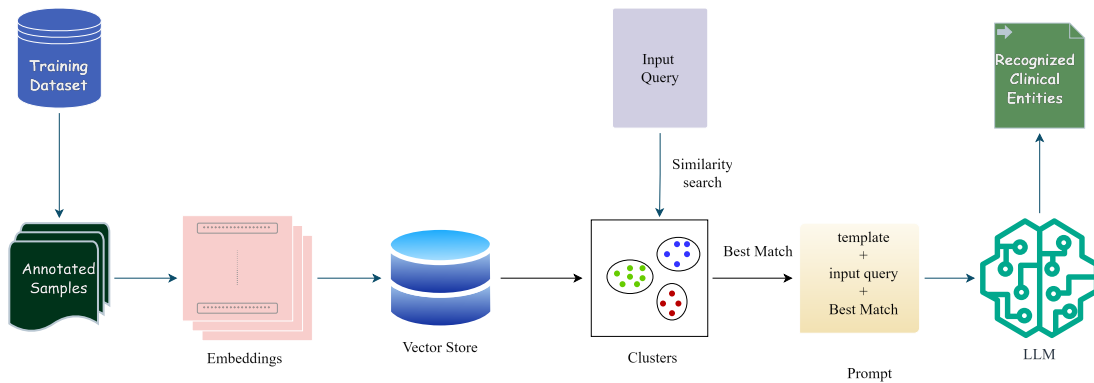 Training
Dataset
Input
Query
Recognized
Clinical
Entities
Similarity
search
Annotated
Samples
Best Match
template
+
input query
+
Best Match
Embeddings
Vector Store
Clusters
LLM
Prompt